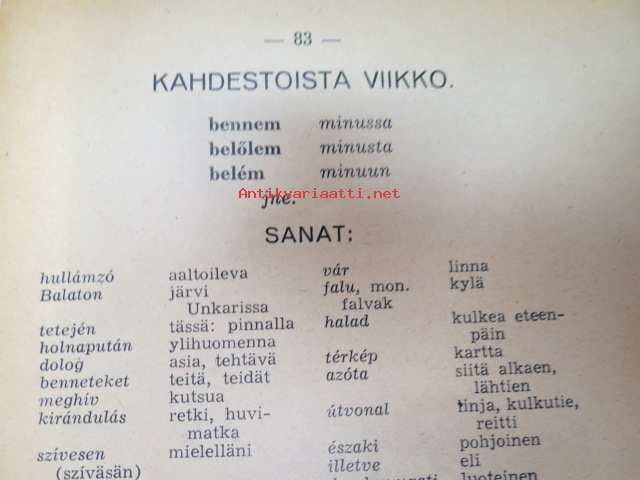 — 83 —
KAHDESTOISTA VIIKKO.
bennem minussa
belőlem minusta
belém minuun
Antikvariaatti.net
jne.
SANAT:
hullámzó aaltoileva
Balaton järvi
Unkarissa
tetején tässä: pinnalla
holnapután ylihuomenna
dolog asia, tehtävä
benneteket teitä, teidät
meghív kutsua
kirándulás retki, huvi-
matka
szívesen mielelläni
(sziväsän)
vár linna
falu, mon. kylä
falvak
halad kulkea eteen-
päin
térkép kartta
azóta siitä alkaen,
lähtien
útvonal linja, kulkutie,
reitti
északi pohjoinen
illetve eli
luoteinen